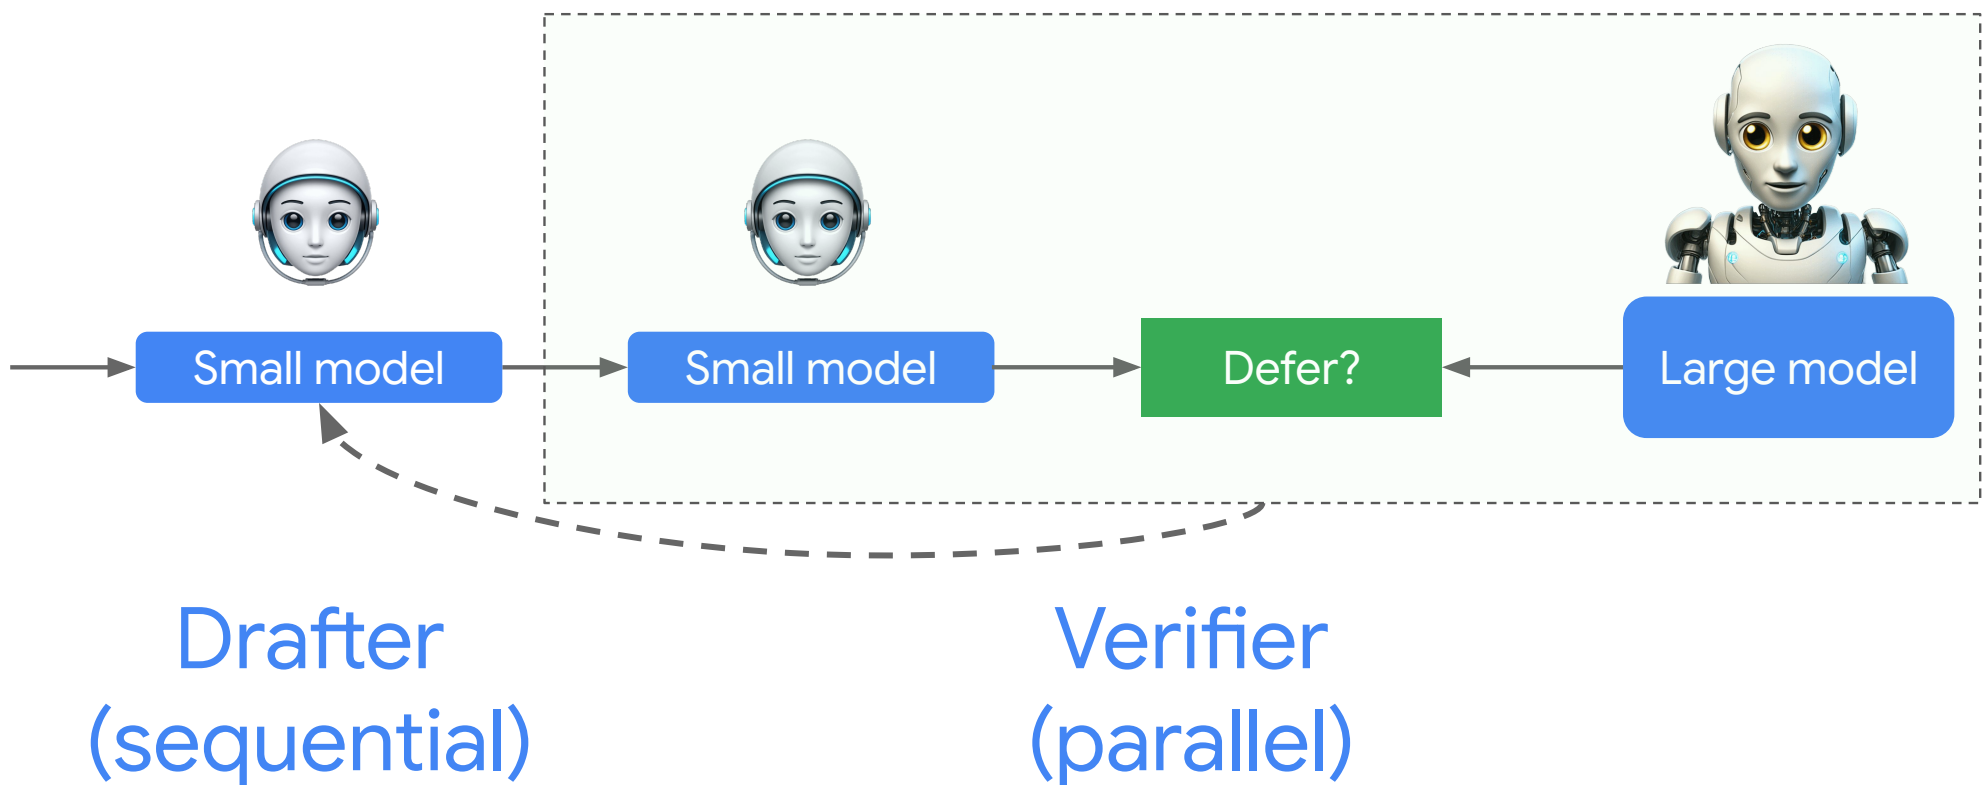 Small model
Small model
Defer?
Large model
Drafter
(sequential)
Verifier
(parallel)